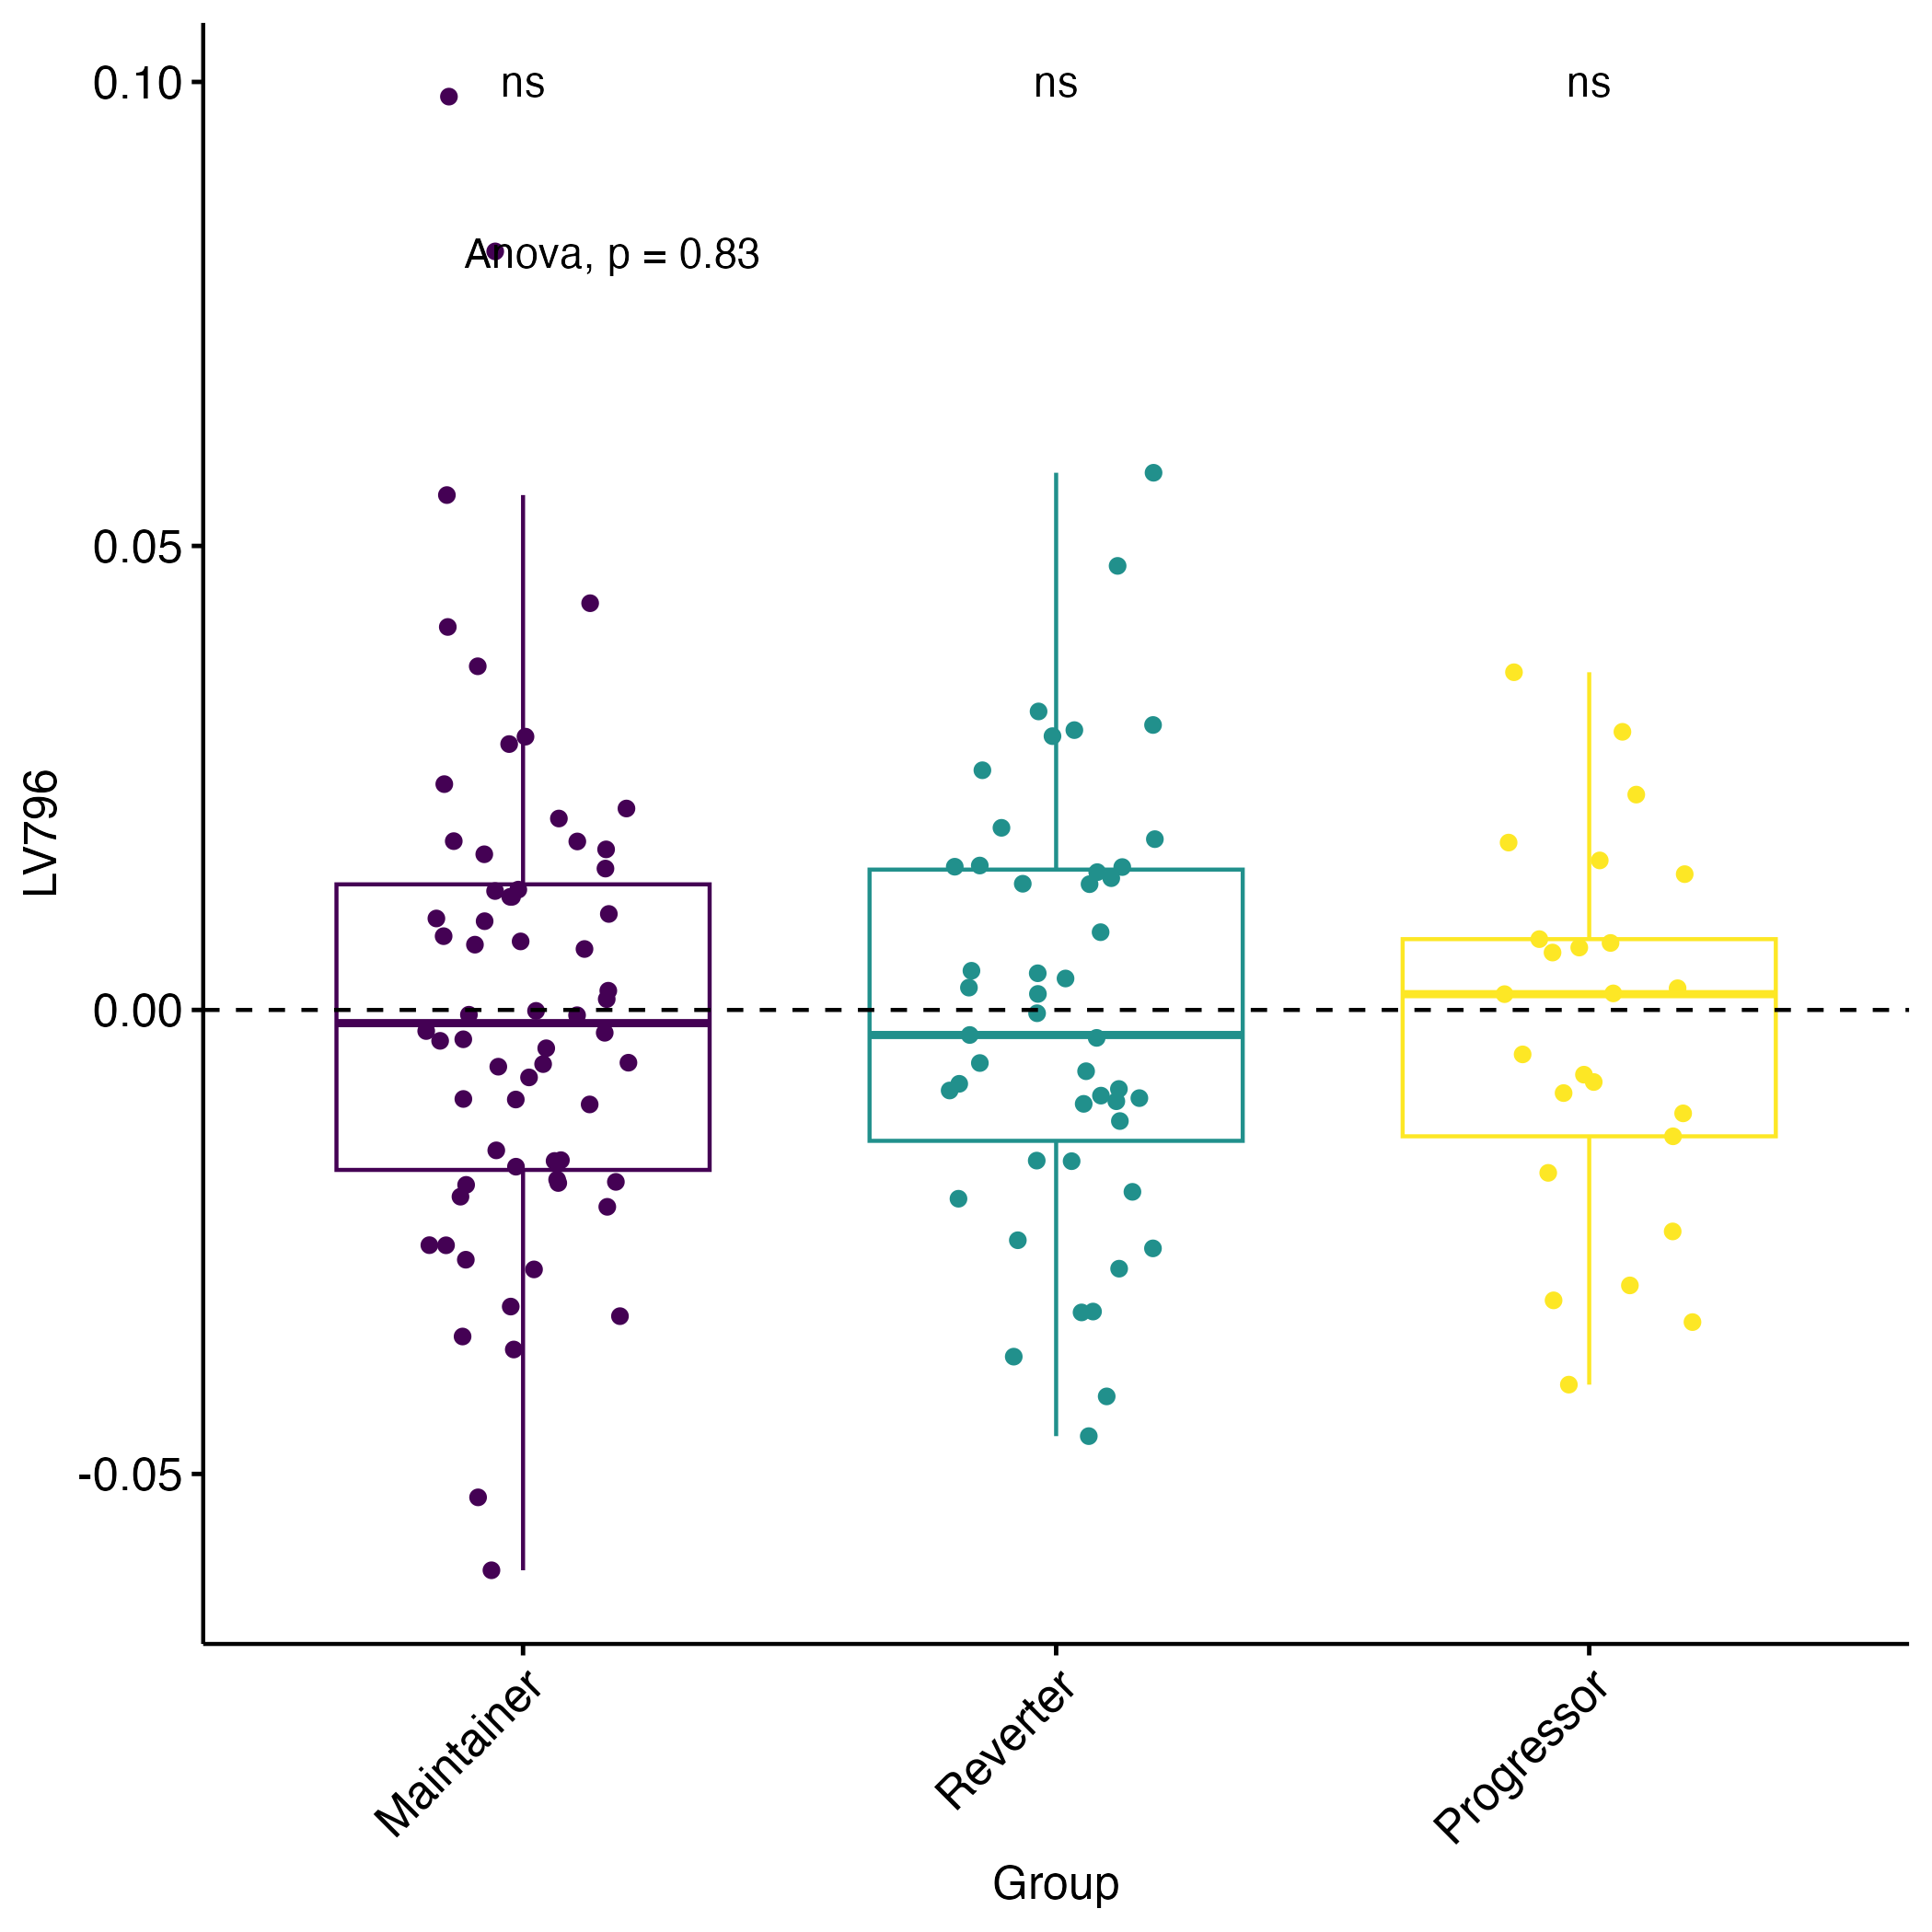 0.10
ns
ns
ns
Anova, p = 0.83
0.05
LV796
0.00
-0.05
Maintainer
Reverter
Progressor
Group